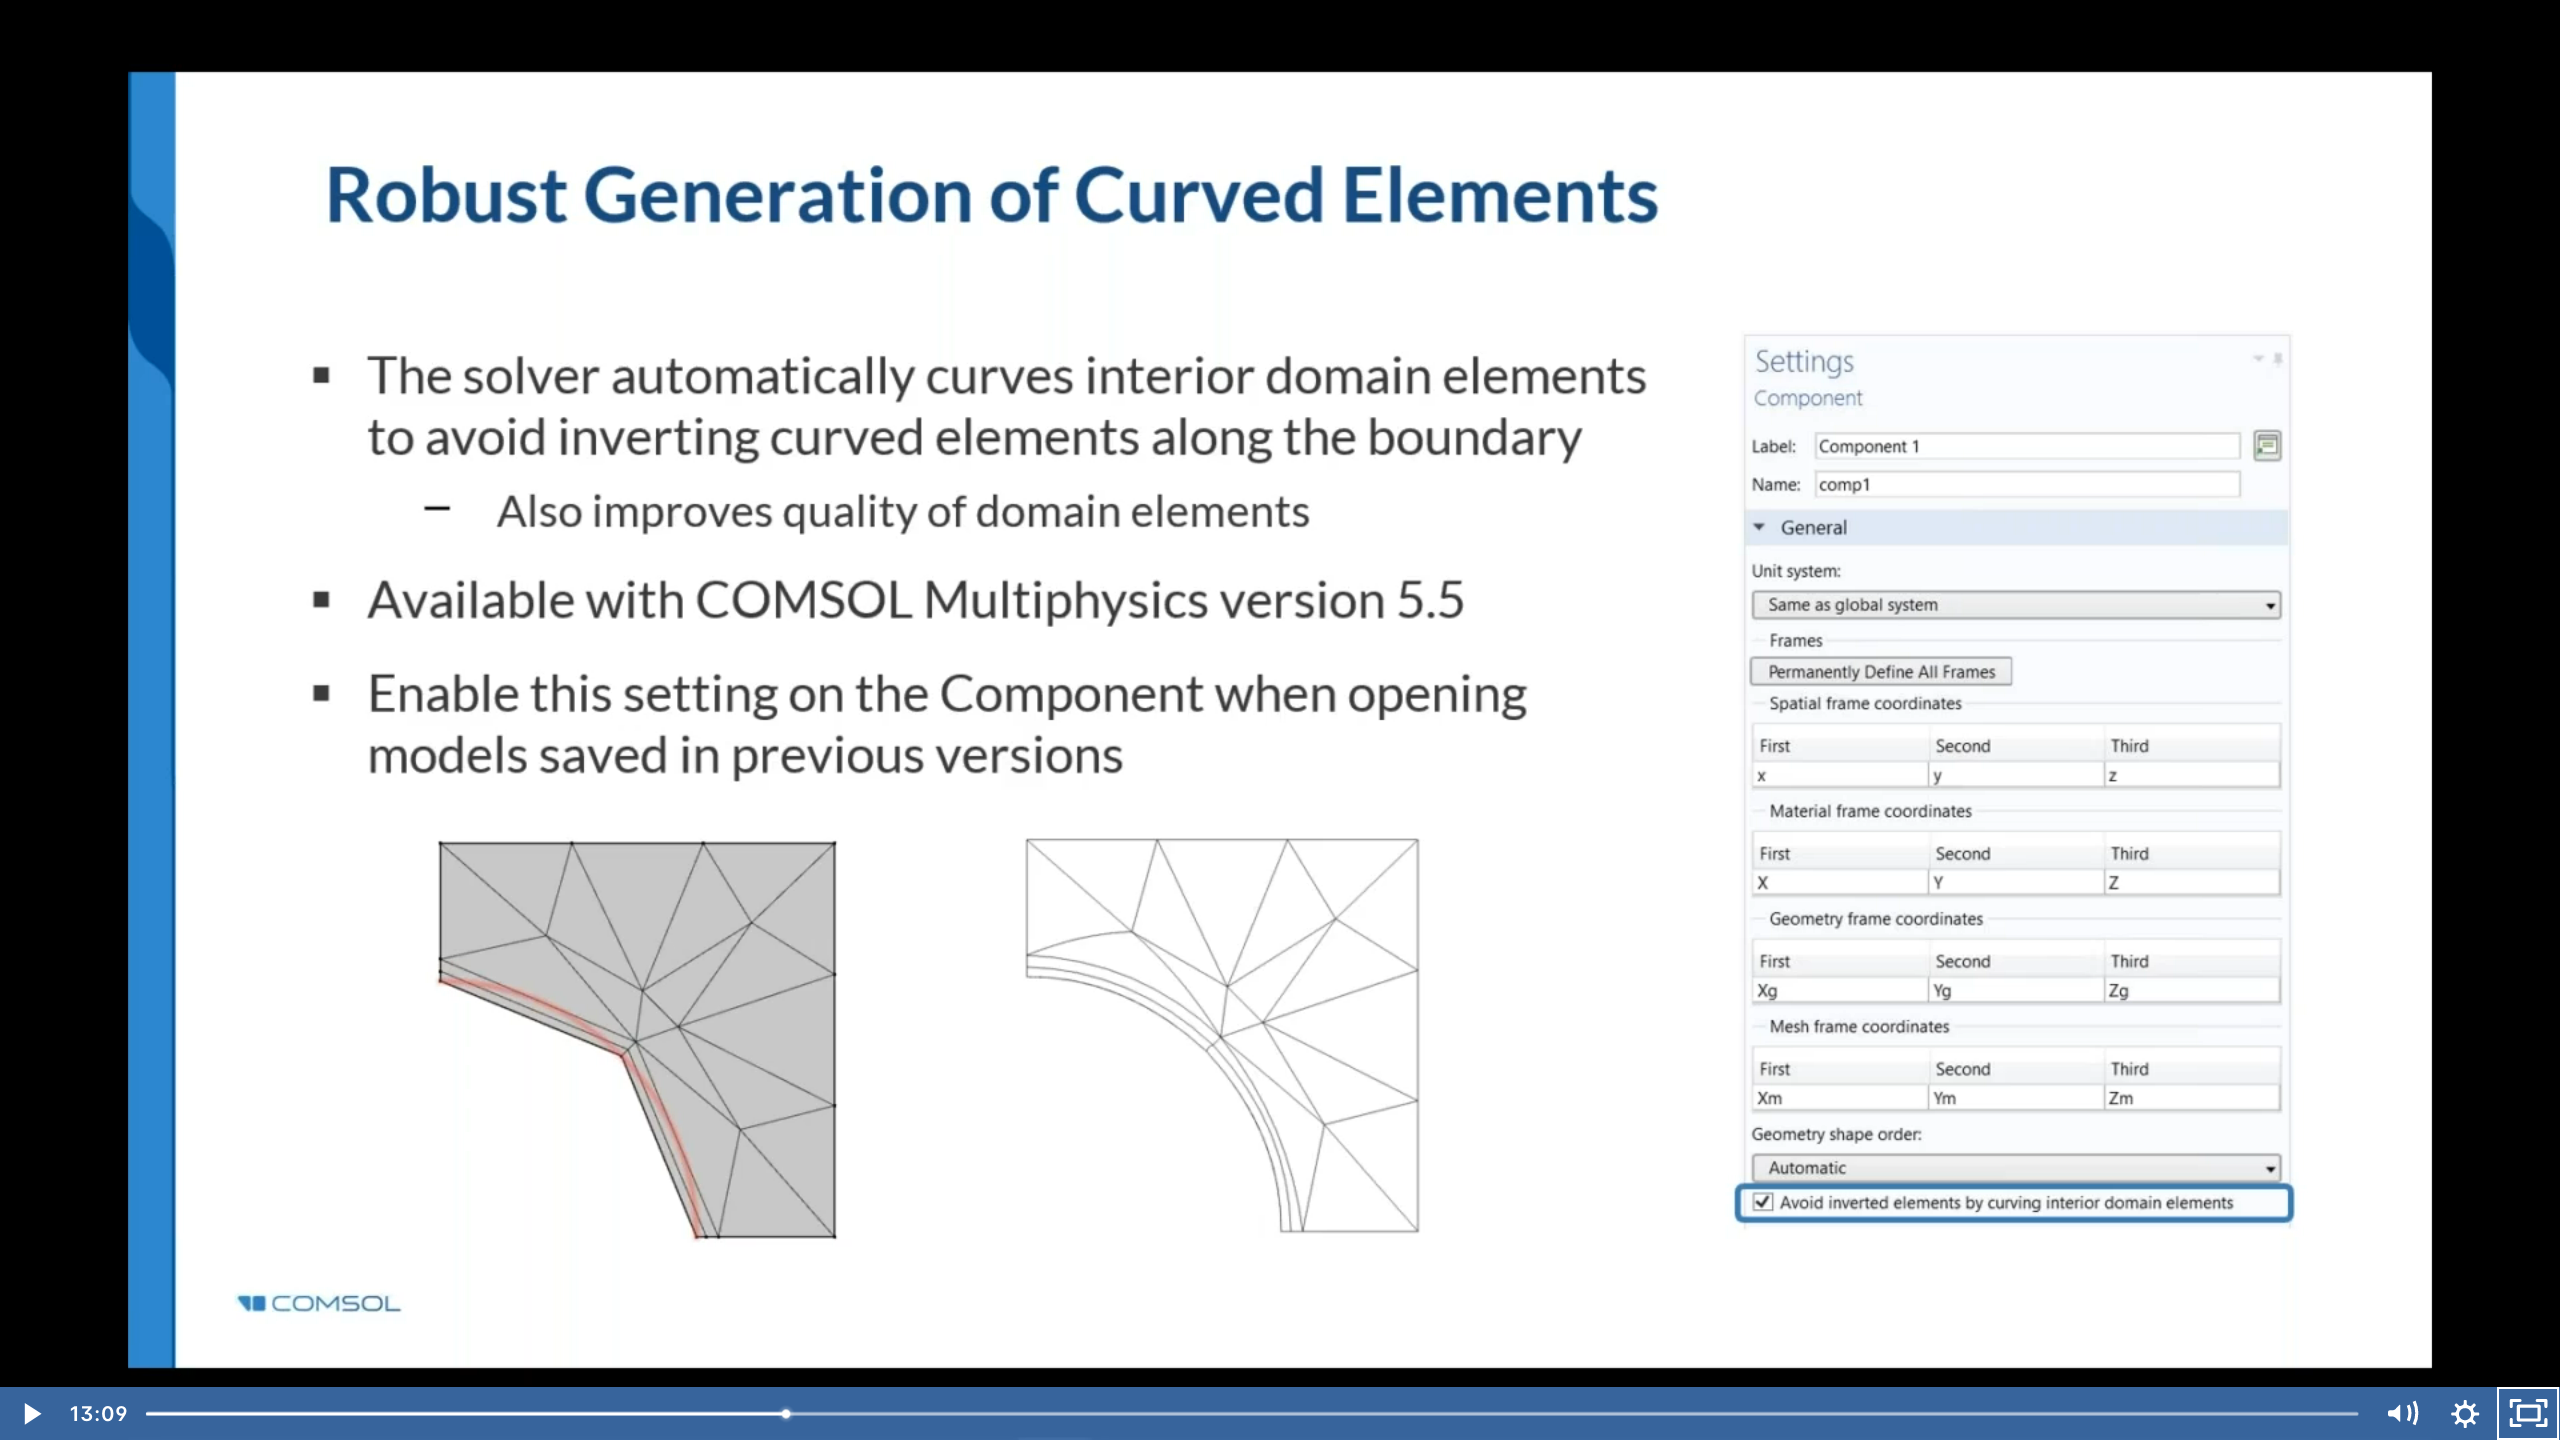 Robust Generation of Curved Elements
▪ The solver automatically curves interior domain elements
to avoid inverting curved elements along the boundary
– Also improves quality of domain elements
▪ Available with COMSOL Multiphysics version 5.5
▪ Enable this setting on the Component when opening
models saved in previous versions
Settings
Component
Label: Component 1
Name: comp1
General
Unit system:
Same as global system
Frames
Permanently Define All Frames
Spatial frame coordinates
First Second Third
x y z
Material frame coordinates
First Second Third
X Y Z
Geometry frame coordinates
First Second Third
Xg Yg Zg
Mesh frame coordinates
First Second Third
Xm Ym Zm
Geometry shape order:
Automatic
Avoid inverted elements by curving interior domain elements
COMSOL
13:09